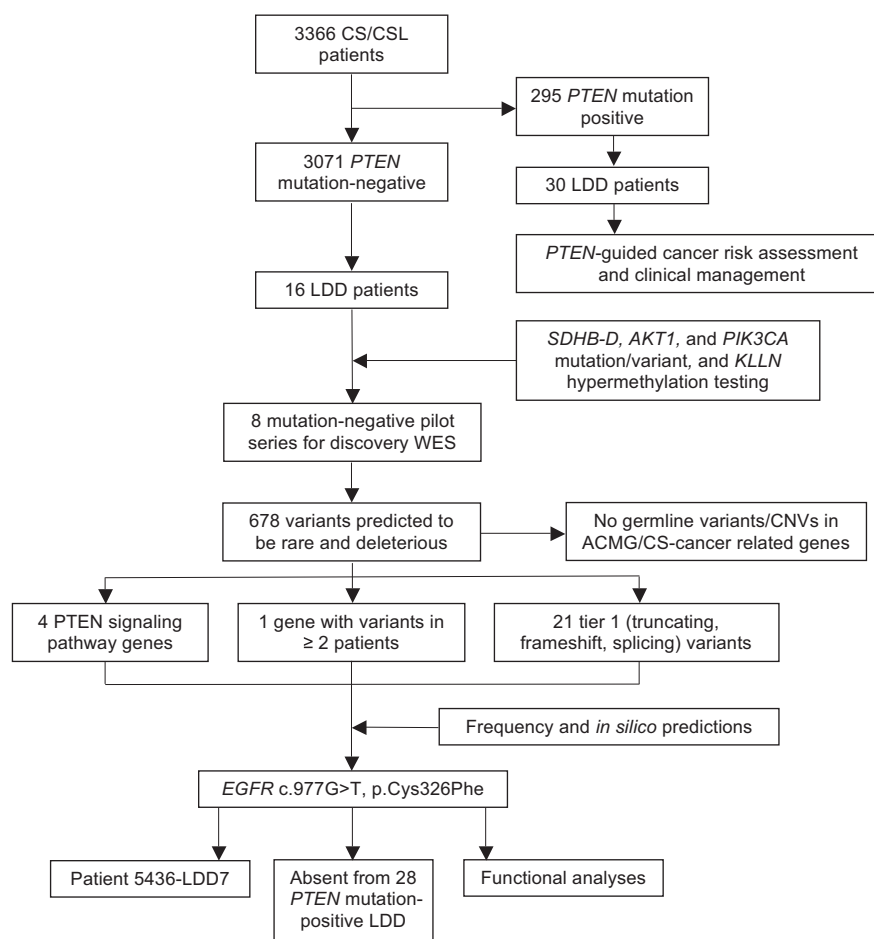 3366 CS/CSL
patients
295 PTEN mutation
positive
3071 PTEN
mutation-negative
30 LDD patients
PTEN-guided cancer risk assessment
and clinical management
16 LDD patients
SDHB-D, AKT1, and PIK3CA
mutation/variant, and KLLN
hypermethylation testing
8 mutation-negative pilot
series for discovery WES
678 variants predicted to
be rare and deleterious
No germline variants/CNVs in
ACMG/CS-cancer related genes
4 PTEN signaling
pathway genes
1 gene with variants in
≥ 2 patients
21 tier 1 (truncating,
frameshift, splicing) variants
Frequency and in silico predictions
EGFR c.977G>T, p.Cys326Phe
Patient 5436-LDD7
Absent from 28
PTEN mutation-
positive LDD
Functional analyses